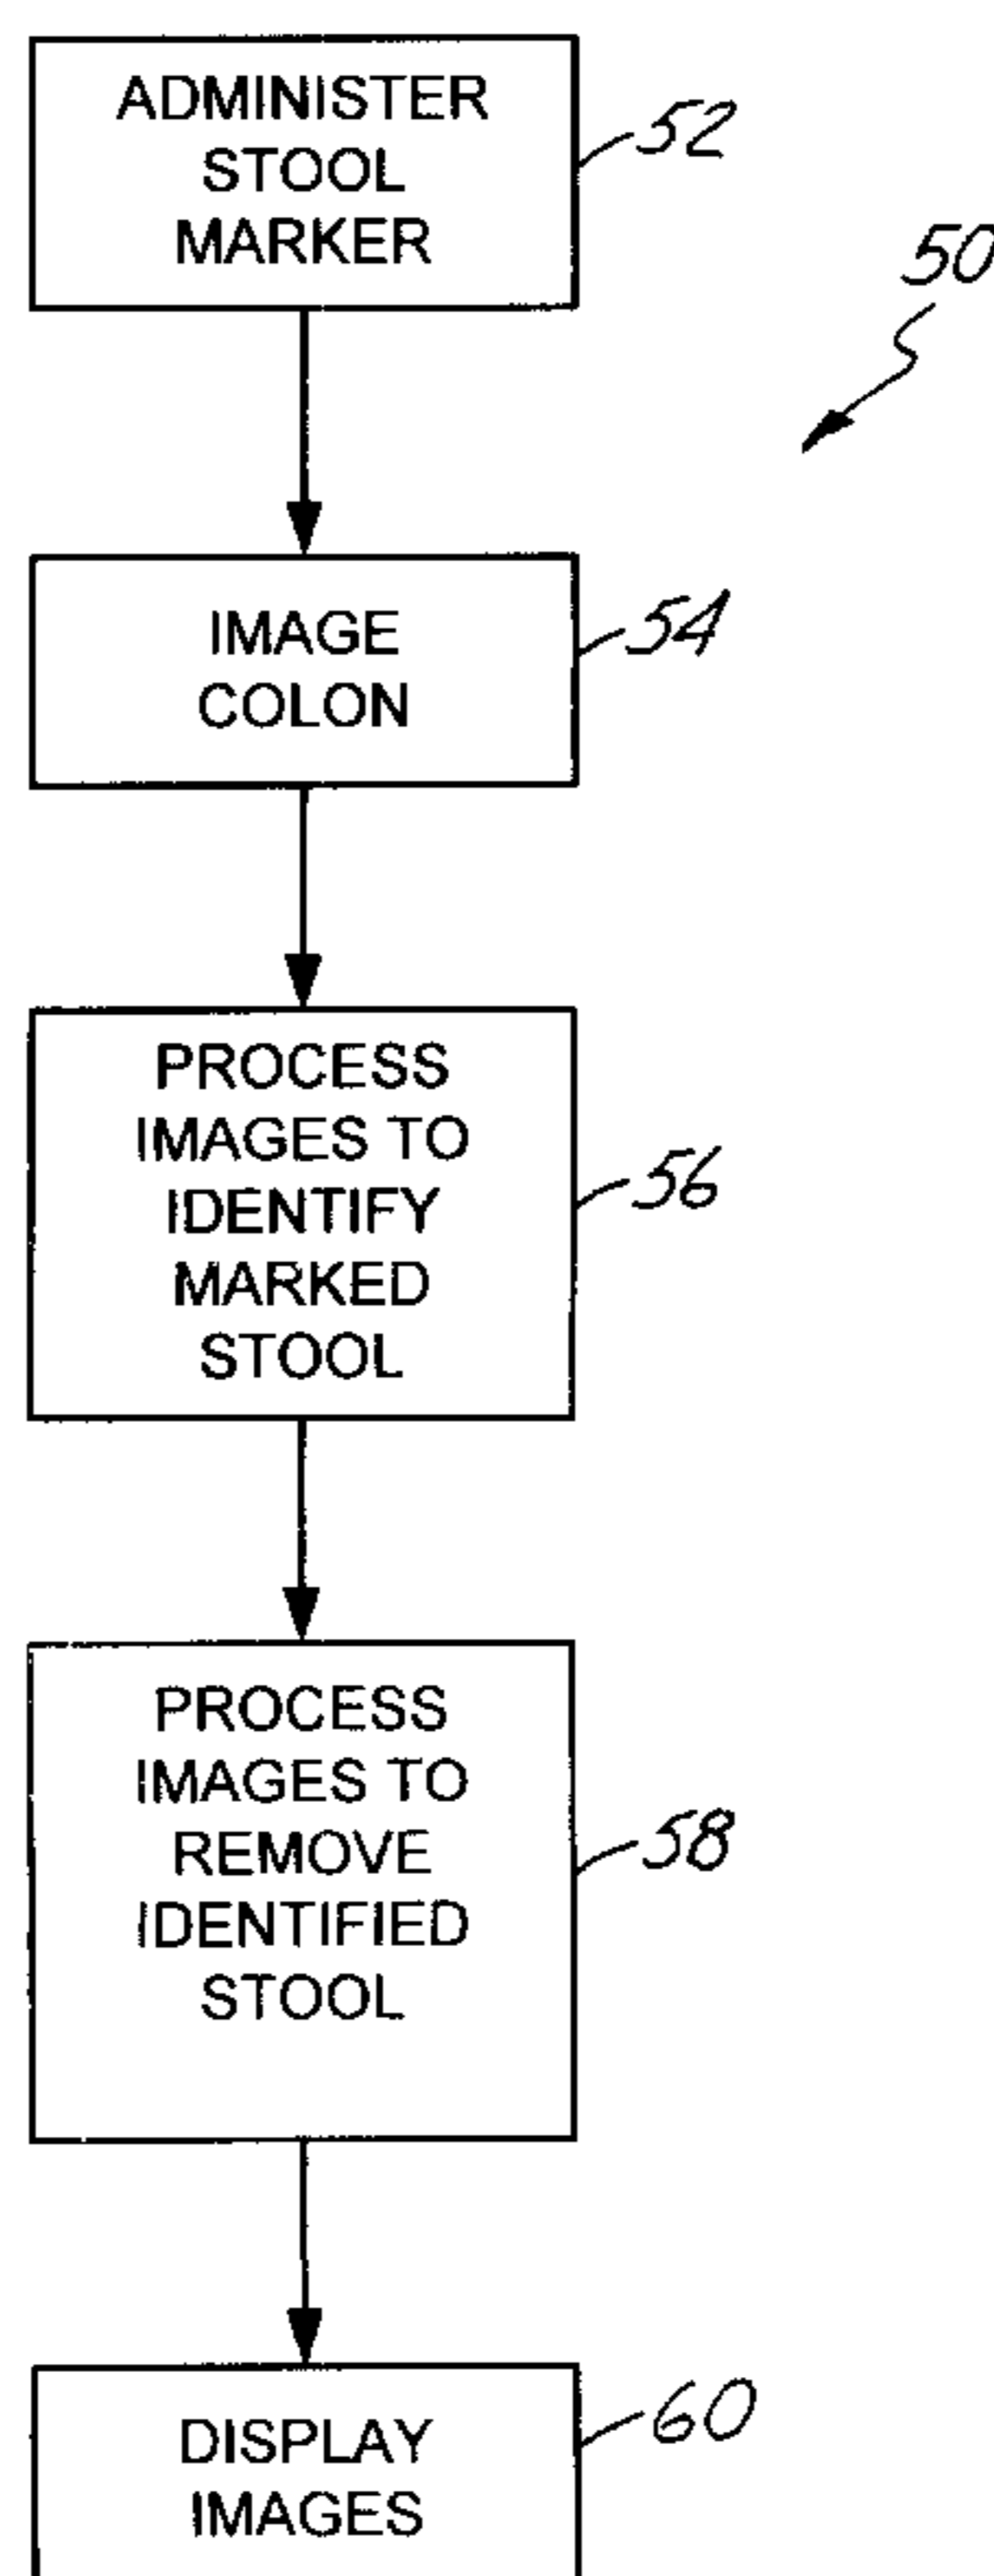 ADMINISTER
STOOL
MARKER
52
50
IMAGE
COLON
54
PROCESS
IMAGES TO
IDENTIFY
MARKED
STOOL
56
PROCESS
IMAGES TO
REMOVE
IDENTIFIED
STOOL
58
DISPLAY
IMAGES
60